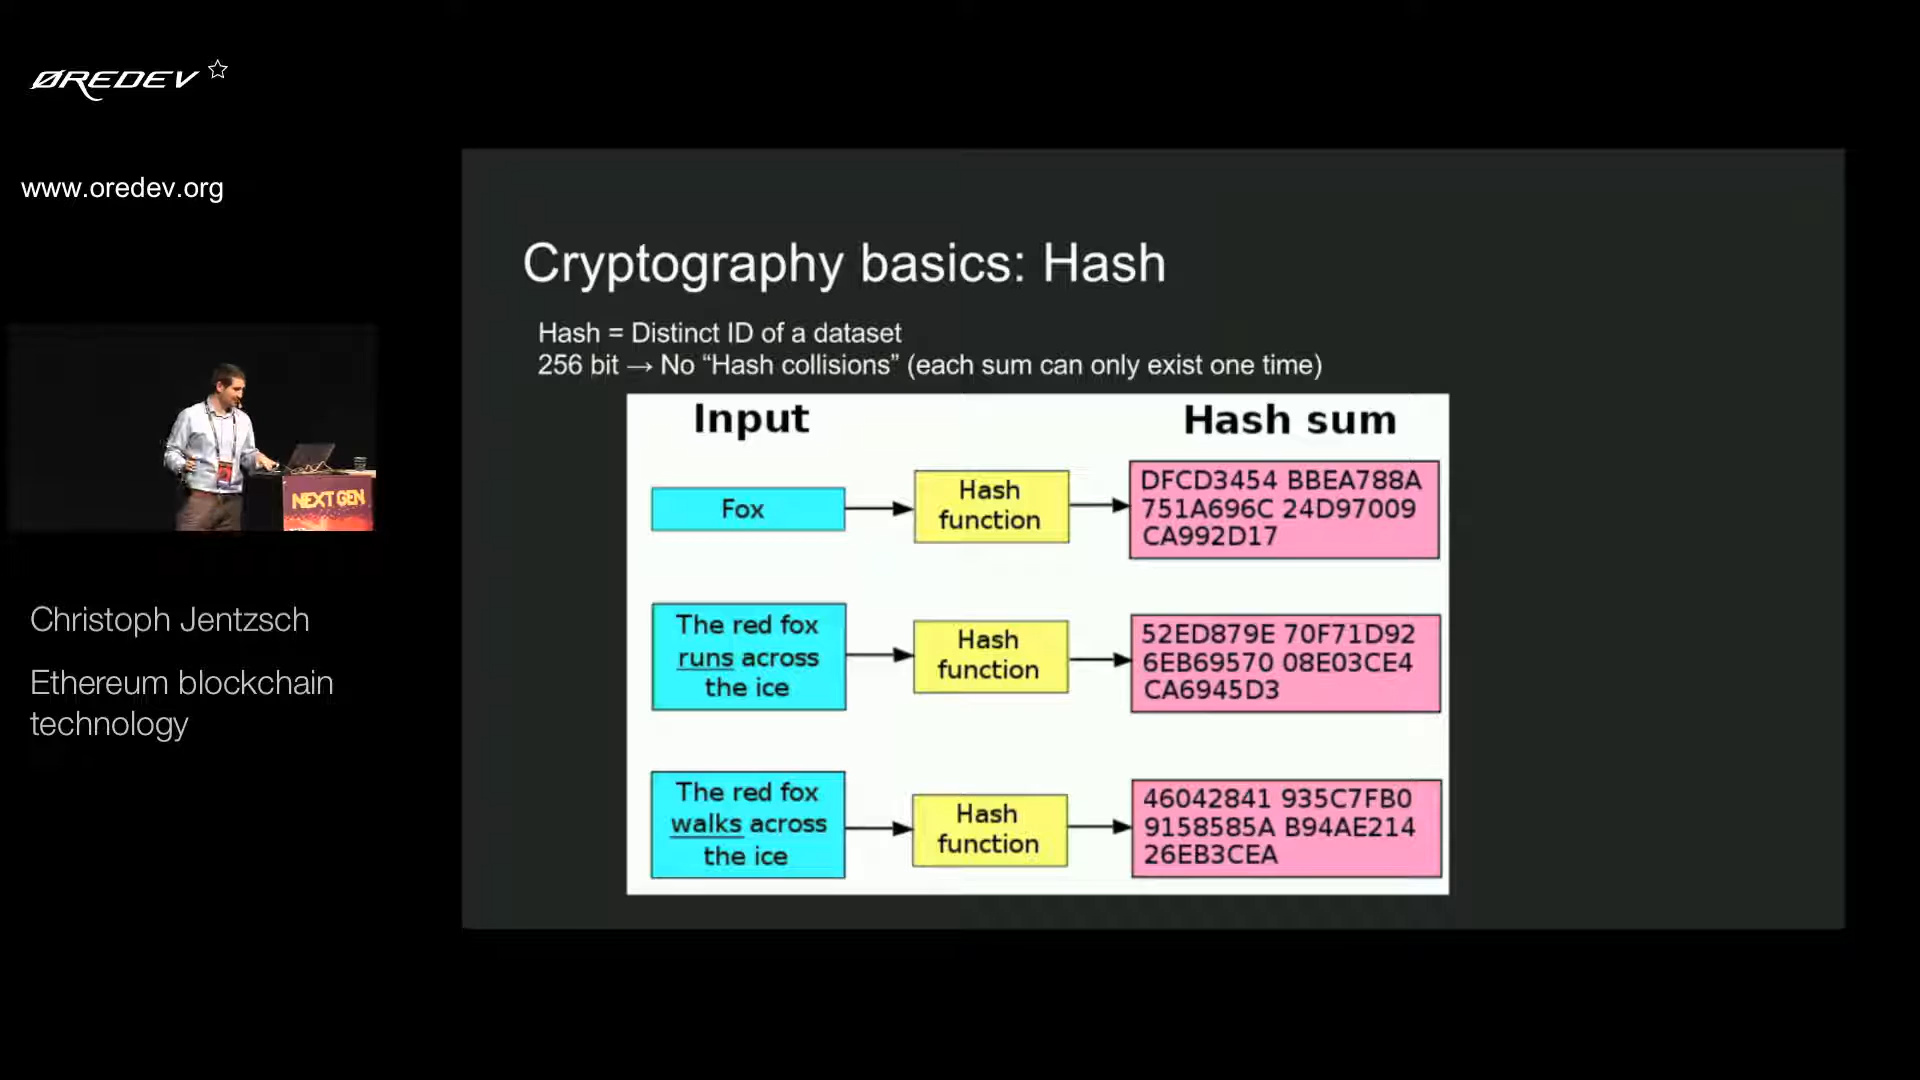 ØREDEV
www.oredev.org
NEXT GEN
Christoph Jentzsch
Ethereum blockchain
technology
Cryptography basics: Hash
Hash = Distinct ID of a dataset
256 bit → No “Hash collisions” (each sum can only exist one time)
Input
Hash sum
Fox
Hash
function
DFCD3454 BBEA788A
751A696C 24D97009
CA992D17
The red fox
runs across
the ice
Hash
function
52ED879E 70F71D92
6EB69570 08E03CE4
CA6945D3
The red fox
walks across
the ice
Hash
function
46042841 935C7FB0
9158585A B94AE214
26EB3CEA